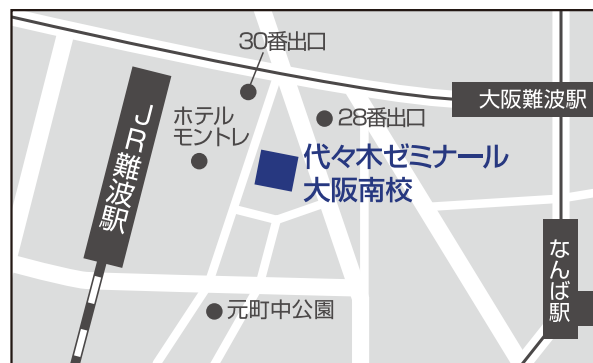 30番出口
大阪難波駅
ホテル
モントレ
28番出口
JR難波駅
代々木ゼミナール
大阪南校
なんば駅
元町中公園